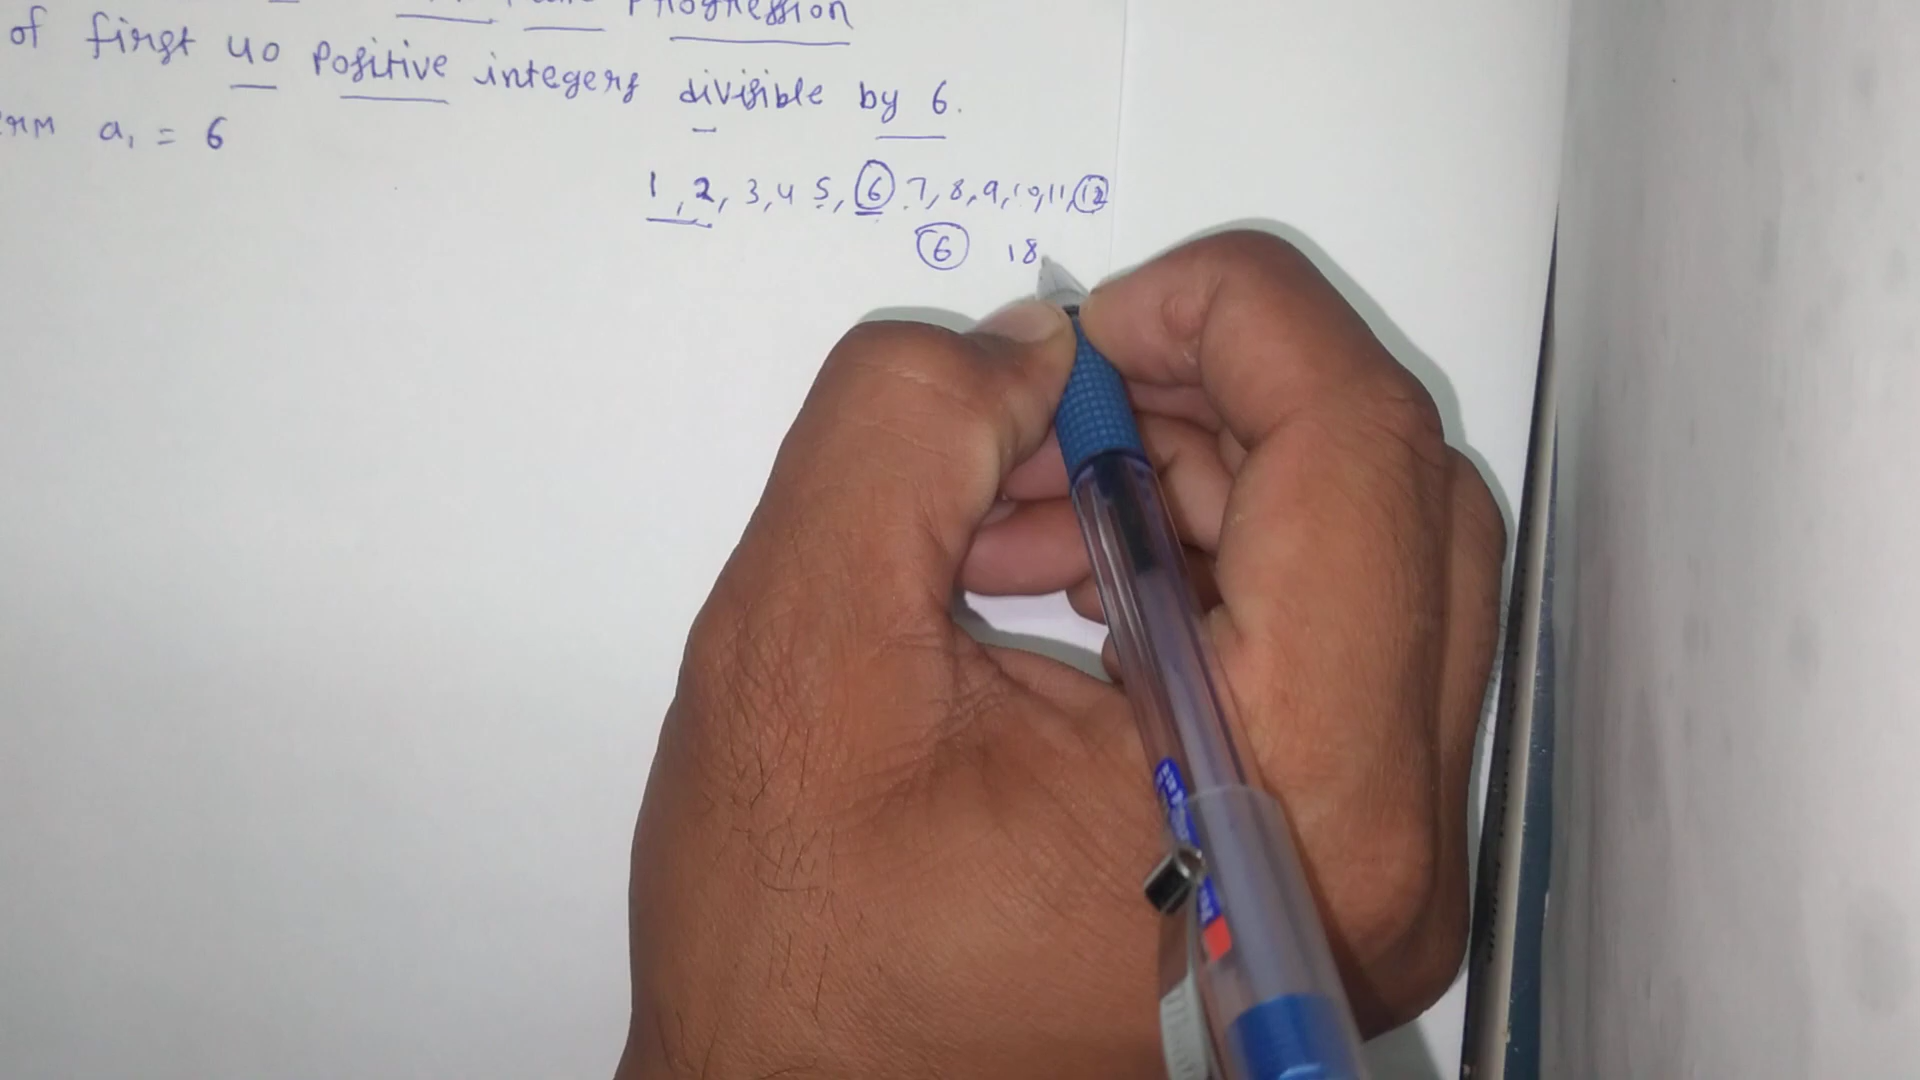 Progression
of first 40 Positive integers divisible by 6.
a₁ = 6
1, 2, 3, 4 5, 6 7, 8, 9, 10, 11, 12
6 18